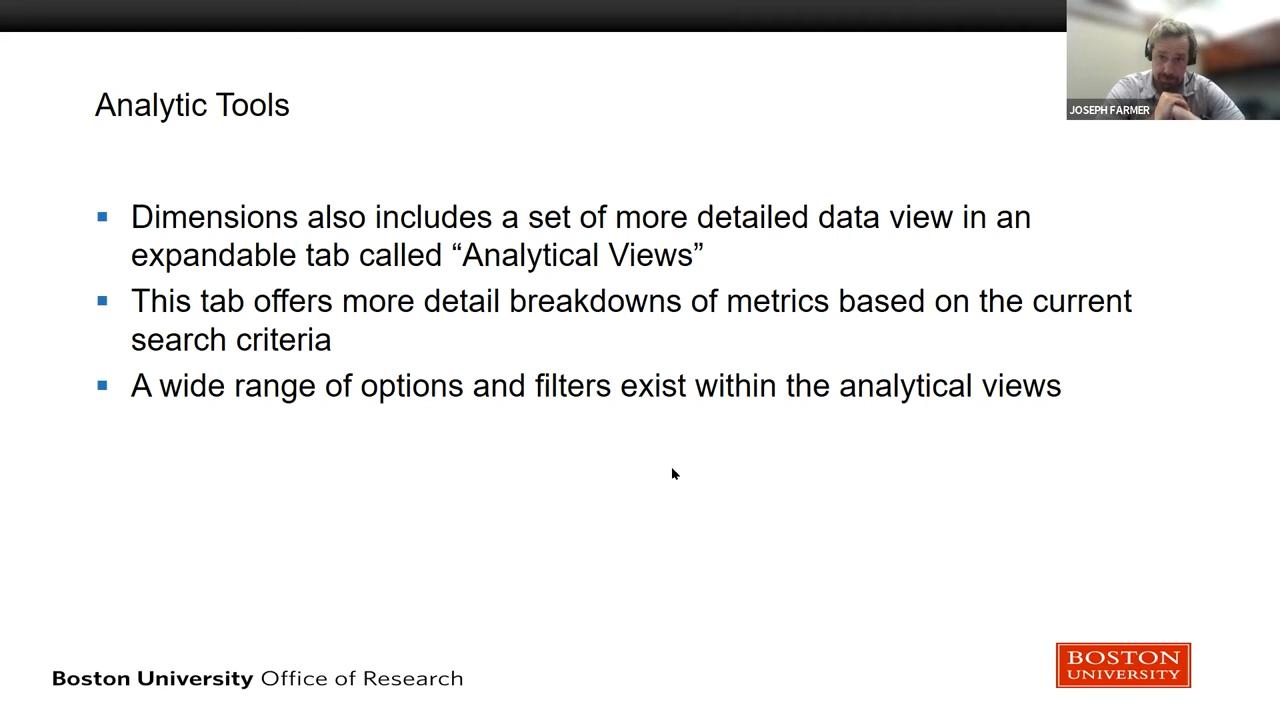 JOSEPH FARMER
Analytic Tools
Dimensions also includes a set of more detailed data view in an
expandable tab called “Analytical Views”
This tab offers more detail breakdowns of metrics based on the current
search criteria
A wide range of options and filters exist within the analytical views
Boston University Office of Research
BOSTON
UNIVERSITY